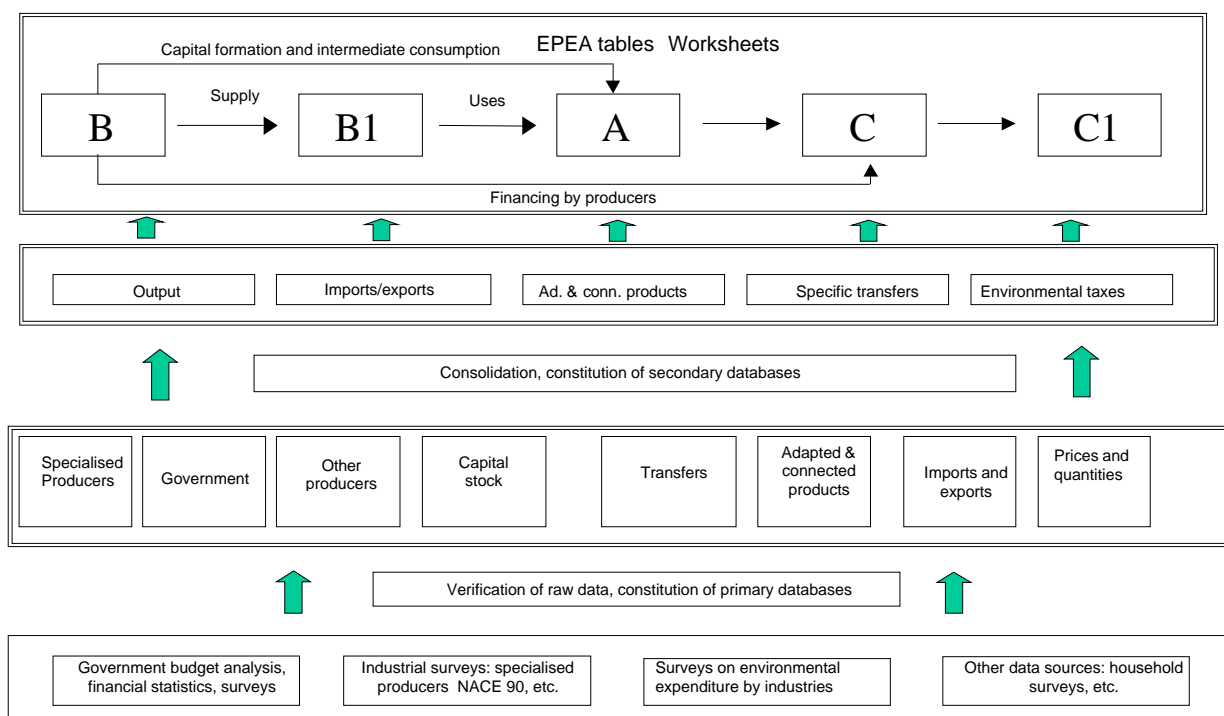 EPEA tables Worksheets
Capital formation and intermediate consumption
Supply
Uses
B
B1
A
C
C1
Financing by producers
Output
Imports/exports
Ad. & conn. products
Specific transfers
Environmental taxes
Consolidation, constitution of secondary databases
Specialised
Producers
Government
Other
producers
Capital
stock
Transfers
Adapted &
connected
products
Imports and
exports
Prices and
quantities
Verification of raw data, constitution of primary databases
Government budget analysis,
financial statistics, surveys
Industrial surveys: specialised
producers NACE 90, etc.
Surveys on environmental
expenditure by industries
Other data sources: household
surveys, etc.